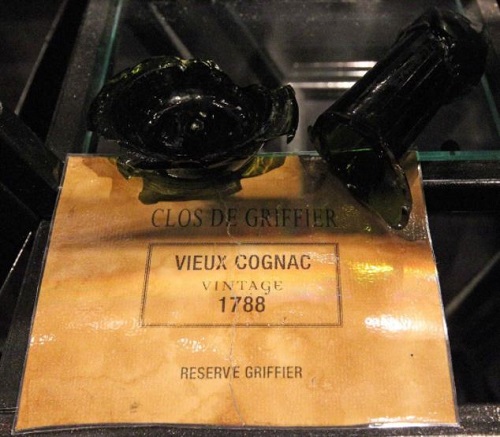 CLOS DE GRIFFIER
VIEUX COGNAC
VINTAGE
1788
RESERVE GRIFFIER